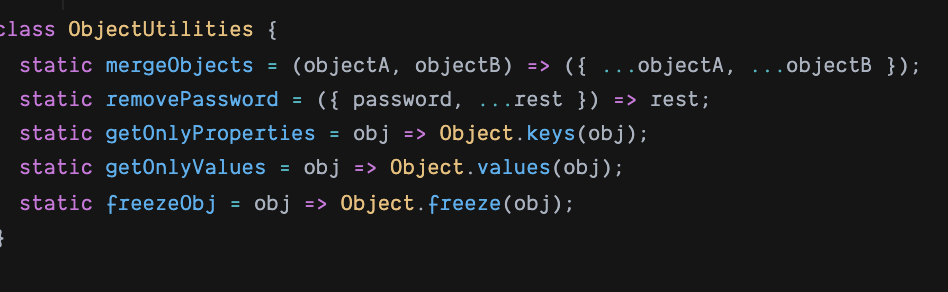 class ObjectUtilities {
static mergeObjects = (objectA, objectB) => ({ ...objectA, ...objectB });
static removePassword = ({ password, ...rest }) => rest;
static getOnlyProperties = obj => Object.keys(obj);
static getOnlyValues = obj => Object.values(obj);
static freezeObj = obj => Object.freeze(obj);
}